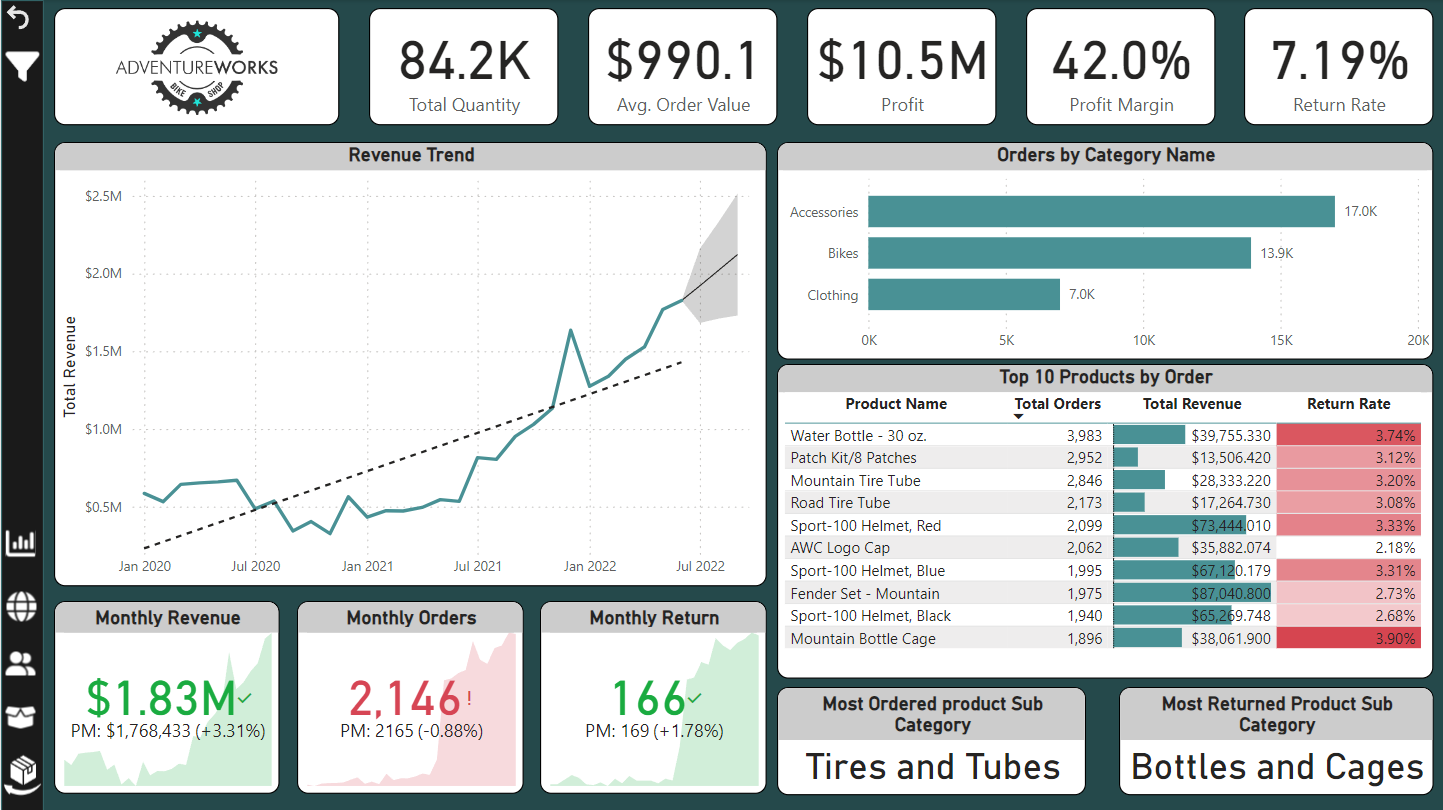 ADVENTUREWORKS
BIKE SHOP
84.2K
Total Quantity
$990.1
Avg. Order Value
$10.5M
Profit
42.0%
Profit Margin
7.19%
Return Rate
Revenue Trend
Total Revenue
$2.5M
$2.0M
$1.5M
$1.0M
$0.5M
Jan 2020 Jul 2020 Jan 2021 Jul 2021 Jan 2022 Jul 2022
Orders by Category Name
Accessories 17.0K
Bikes 13.9K
Clothing 7.0K
0K 5K 10K 15K 20K
Top 10 Products by Order
Product Name Total Orders Total Revenue Return Rate
Water Bottle - 30 oz. 3,983 $39,755.330 3.74%
Patch Kit/8 Patches 2,952 $13,506.420 3.12%
Mountain Tire Tube 2,846 $28,333.220 3.20%
Road Tire Tube 2,173 $17,264.730 3.08%
Sport-100 Helmet, Red 2,099 $73,444.010 3.33%
AWC Logo Cap 2,062 $35,882.074 2.18%
Sport-100 Helmet, Blue 1,995 $67,120.179 3.31%
Fender Set - Mountain 1,975 $87,040.800 2.73%
Sport-100 Helmet, Black 1,940 $65,269.748 2.68%
Mountain Bottle Cage 1,896 $38,061.900 3.90%
Monthly Revenue
$1.83M
PM: $1,768,433 (+3.31%)
Monthly Orders
2,146!
PM: 2165 (-0.88%)
Monthly Return
166
PM: 169 (+1.78%)
Most Ordered product Sub
Category
Tires and Tubes
Most Returned Product Sub
Category
Bottles and Cages